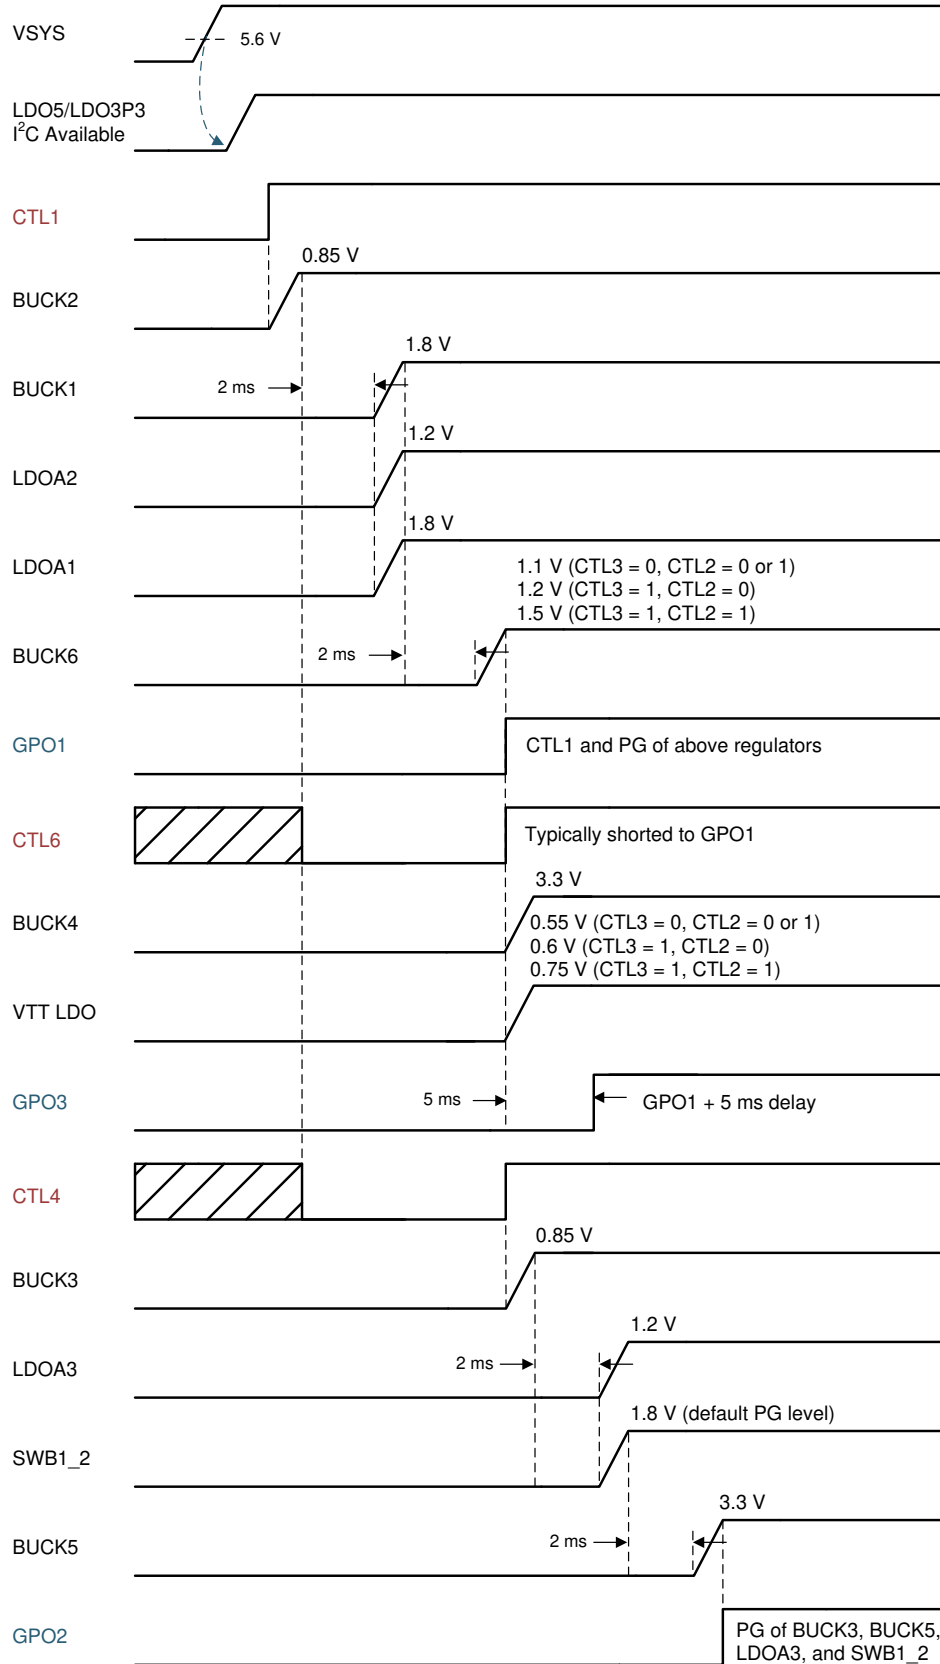 VSYS
5.6 V
LDO5/LDO3P3
I²C Available
CTL1
0.85 V
BUCK2
1.8 V
2 ms
BUCK1
1.2 V
LDOA2
1.8 V
LDOA1
1.1 V (CTL3 = 0, CTL2 = 0 or 1)
1.2 V (CTL3 = 1, CTL2 = 0)
1.5 V (CTL3 = 1, CTL2 = 1)
BUCK6
2 ms
GPO1
CTL1 and PG of above regulators
CTL6
Typically shorted to GPO1
3.3 V
BUCK4
0.55 V (CTL3 = 0, CTL2 = 0 or 1)
0.6 V (CTL3 = 1, CTL2 = 0)
0.75 V (CTL3 = 1, CTL2 = 1)
VTT LDO
GPO3
5 ms
GPO1 + 5 ms delay
CTL4
0.85 V
BUCK3
1.2 V
LDOA3
2 ms
1.8 V (default PG level)
SWB1_2
3.3 V
BUCK5
2 ms
GPO2
PG of BUCK3, BUCK5,
LDOA3, and SWB1_2